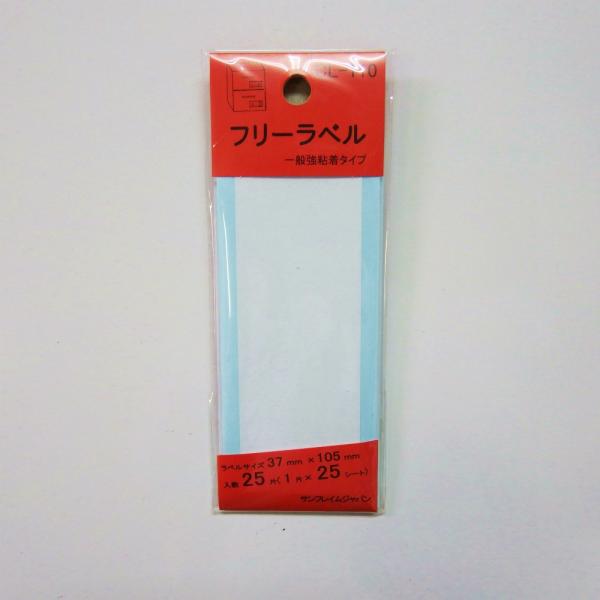 フリーラベル
一般強粘着タイプ
ラベルサイズ 37 mm × 105 mm
入数 25 片(1 片 × 25 シート)
サンフレイムジャパン